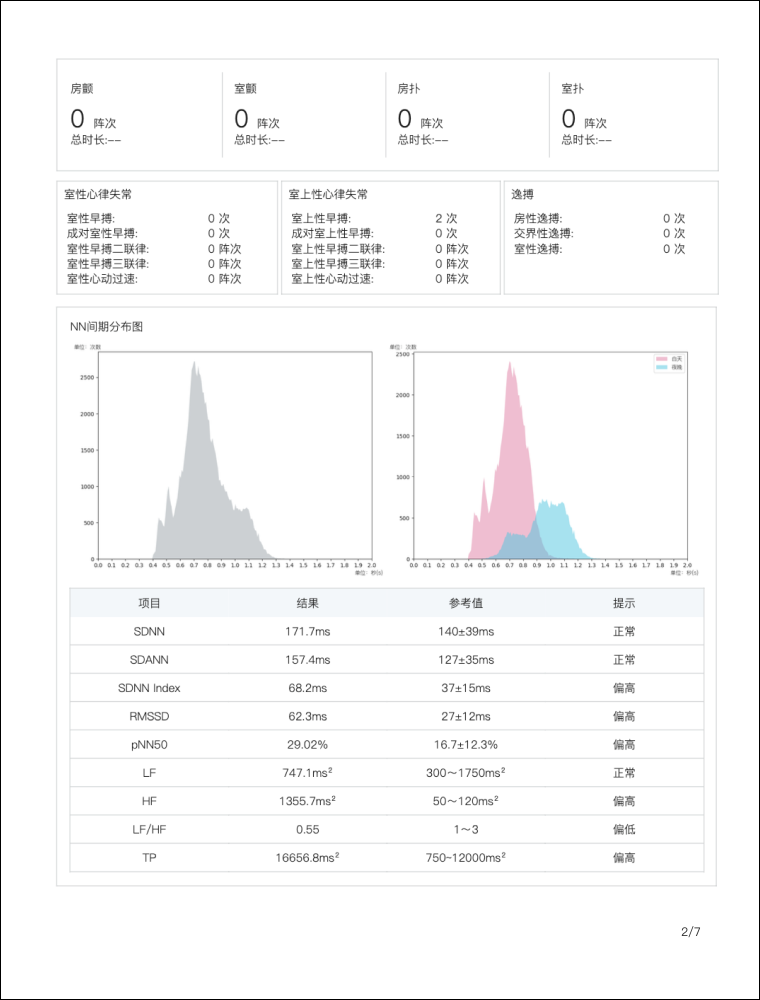 房颤 室颤 房扑 室扑
0 阵次 0 阵次 0 阵次 0 阵次
总时长:-- 总时长:-- 总时长:-- 总时长:--
室性心律失常
室性早搏: 0 次
成对室性早搏: 0 次
室性早搏二联律: 0 阵次
室性早搏三联律: 0 阵次
室性心动过速: 0 阵次
室上性心律失常
室上性早搏: 2 次
成对室上性早搏: 0 次
室上性早搏二联律: 0 阵次
室上性早搏三联律: 0 阵次
室上性心动过速: 0 阵次
逸搏
房性逸搏: 0 次
交界性逸搏: 0 次
室性逸搏: 0 次
NN间期分布图
单位: 次数
2500
2000
1500
1000
500
0
0.0 0.1 0.2 0.3 0.4 0.5 0.6 0.7 0.8 0.9 1.0 1.1 1.2 1.3 1.4 1.5 1.6 1.7 1.8 1.9 2.0
单位: 秒(s)
单位: 次数
白天
夜晚
2500
2000
1500
1000
500
0
0.0 0.1 0.2 0.3 0.4 0.5 0.6 0.7 0.8 0.9 1.0 1.1 1.2 1.3 1.4 1.5 1.6 1.7 1.8 1.9 2.0
单位: 秒(s)
项目 结果 参考值 提示
SDNN 171.7ms 140±39ms 正常
SDANN 157.4ms 127±35ms 正常
SDNN Index 68.2ms 37±15ms 偏高
RMSSD 62.3ms 27±12ms 偏高
pNN50 29.02% 16.7±12.3% 偏高
LF 747.1ms² 300～1750ms² 正常
HF 1355.7ms² 50～120ms² 偏高
LF/HF 0.55 1～3 偏低
TP 16656.8ms² 750~12000ms² 偏高
2/7